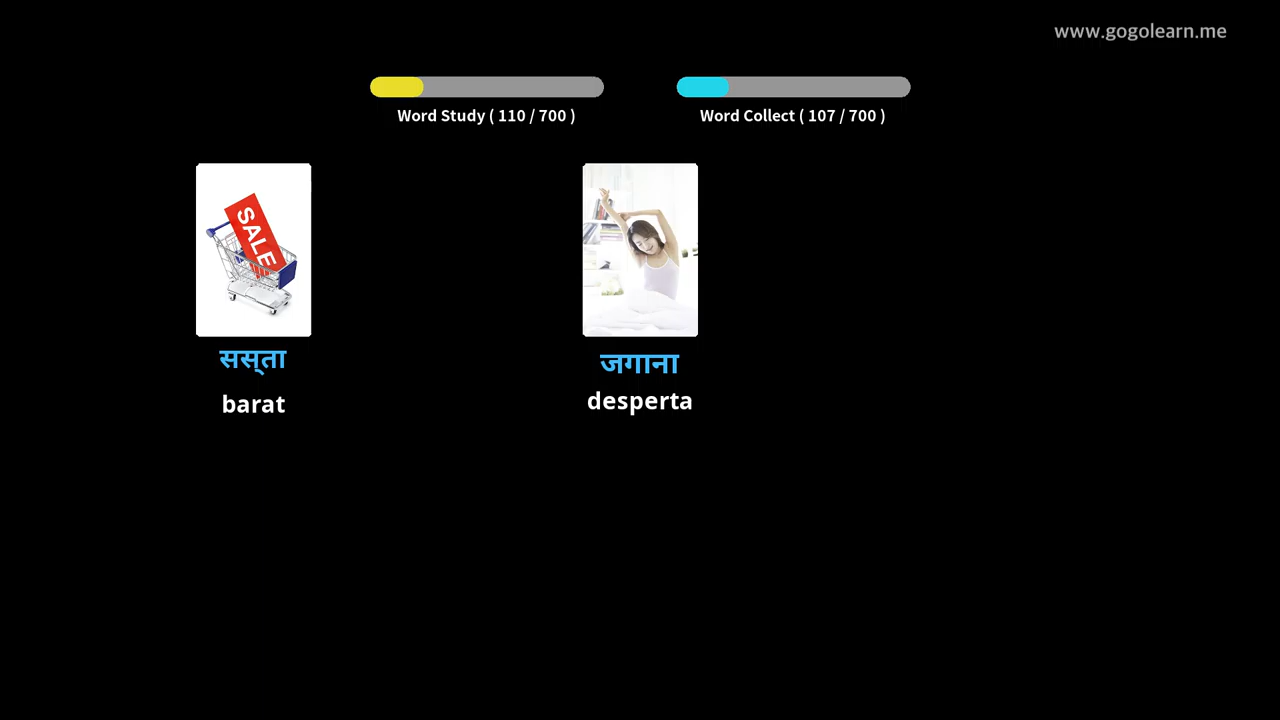 www.gogolearn.me
Word Study ( 110 / 700 )
Word Collect ( 107 / 700 )
SALE
सस्‌ता
barat
जगाना
desperta